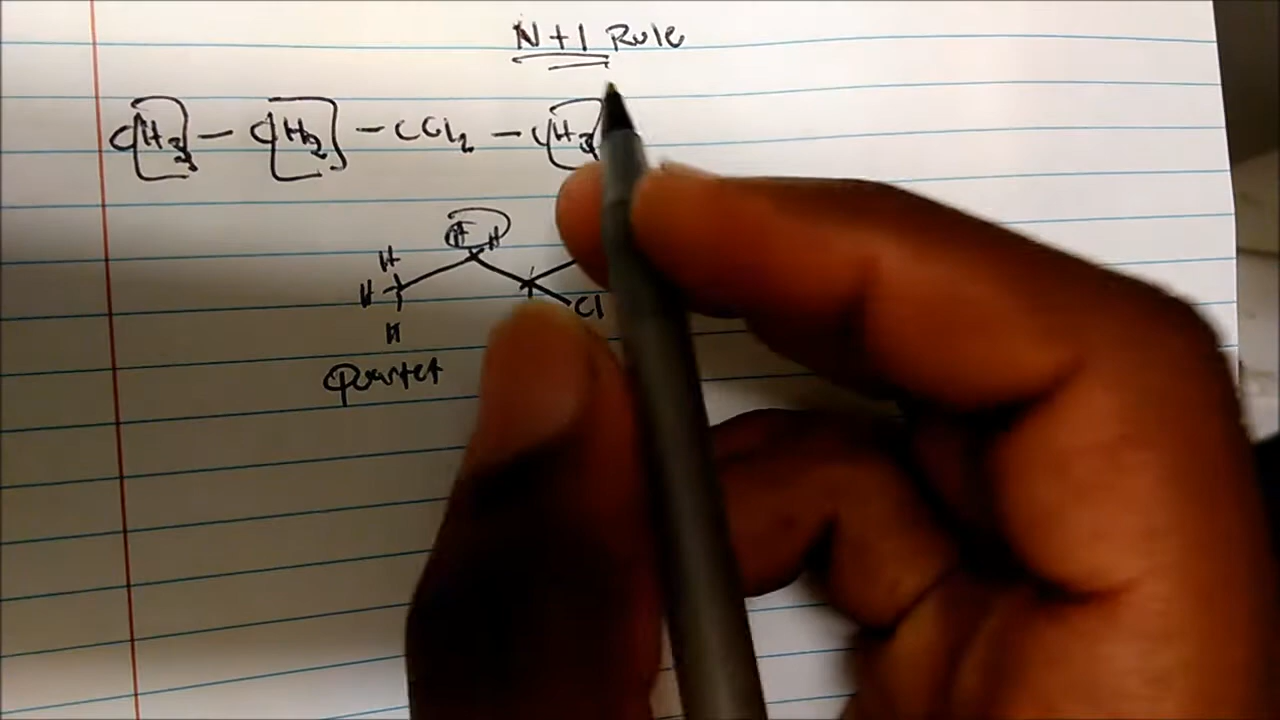 N+1 Rule
CH3 – CH2 – CCl2 – CH3
H H
H
H Cl
H
Quartet